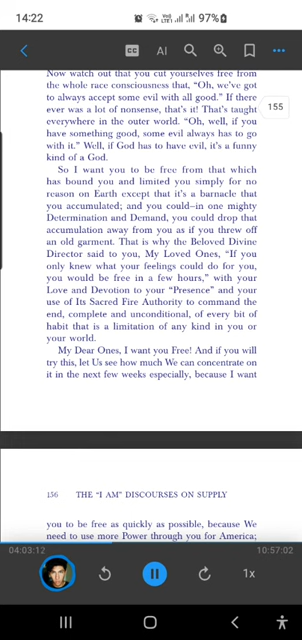 14:22
97%
CC AI
155
Now watch out that you cut yourselves free from
the whole race consciousness that, “Oh, we’ve got
to always accept some evil with all good.” If there
ever was a lot of nonsense, that’s it! That’s taught
everywhere in the outer world. “Oh, well, if you
have something good, some evil always has to go
with it.” Well, if God has to have evil, it’s a funny
kind of a God.
So I want you to be free from that which
has bound you and limited you simply for no
reason on Earth except that it’s a barnacle that
you accumulated; and you could–in one mighty
Determination and Demand, you could drop that
accumulation away from you as if you threw off
an old garment. That is why the Beloved Divine
Director said to you, My Loved Ones, “If you
only knew what your feelings could do for you,
you would be free in a few hours,” with your
Love and Devotion to your “Presence” and your
use of Its Sacred Fire Authority to command the
end, complete and unconditional, of every bit of
habit that is a limitation of any kind in you or
your world.
My Dear Ones, I want you Free! And if you will
try this, let Us see how much We can concentrate on
it in the next few weeks especially, because I want
156 THE “I AM” DISCOURSES ON SUPPLY
you to be free as quickly as possible, because We
need to use more Power through you for America;
04:03:12 10:57:02
1x